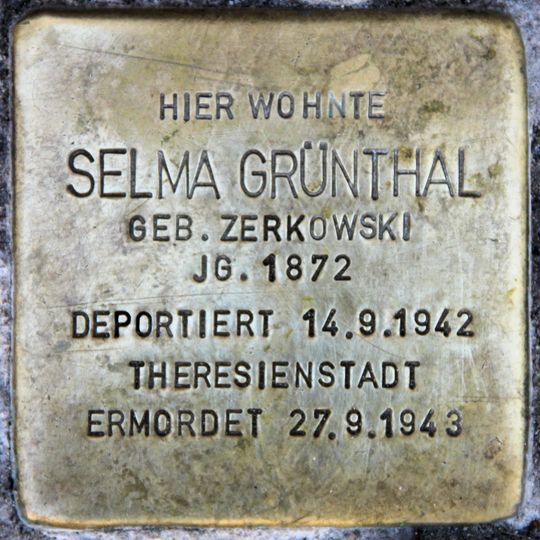 HIER WOHNTE
SELMA GRÜNTHAL
GEB. ZERKOWSKI
JG. 1872
DEPORTIERT 14.9.1942
THERESIENSTADT
ERMORDET 27.9.1943